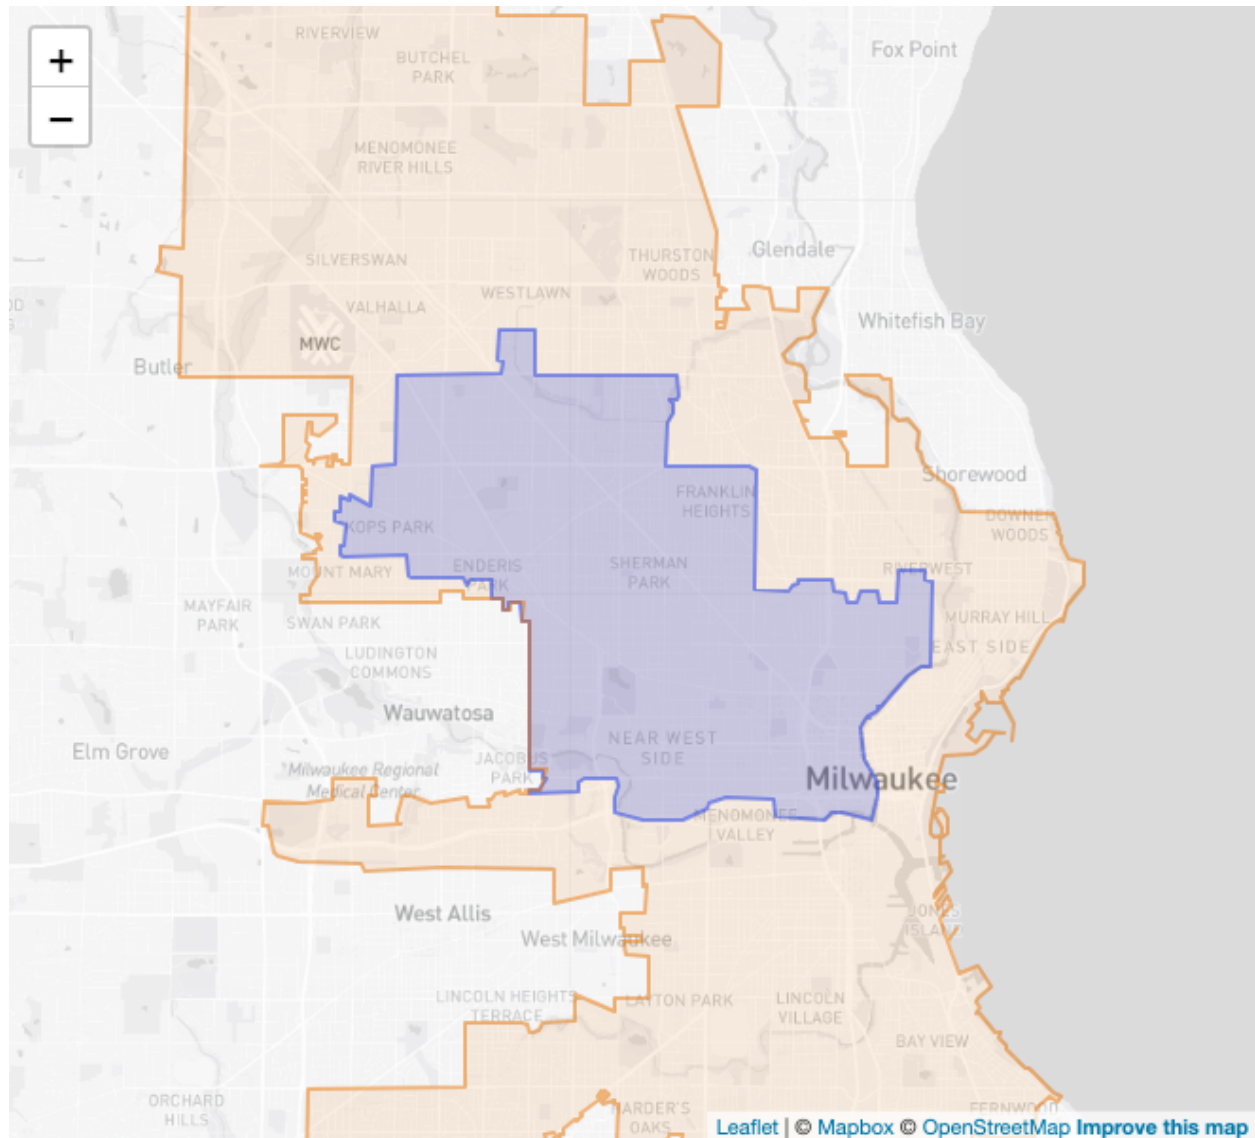 +
−
RIVERVIEW
Fox Point
BUTCHEL
PARK
MENOMONEE
RIVER HILLS
THURSTON
WOODS
Glendale
SILVERSWAN
WESTLAWN
VALHALLA
Whitefish Bay
MWC
Butler
Shorewood
FRANKLIN
HEIGHTS
DOWNER
WOODS
KOPS PARK
MOUNT MARY
ENDERIS
PARK
SHERMAN
PARK
RIVERWEST
MAYFAIR
PARK
SWAN PARK
MURRAY HILL
EAST SIDE
LUDINGTON
COMMONS
Wauwatosa
Elm Grove
NEAR WEST
SIDE
JACOBUS
PARK
Milwaukee Regional
Medical Center
Milwaukee
MENOMONEE
VALLEY
West Allis
JONES
ISLAND
West Milwaukee
LINCOLN HEIGHTS
TERRACE
LAYTON PARK
LINCOLN
VILLAGE
BAY VIEW
ORCHARD
HILLS
HARDER'S
OAKS
FERNWOOD
Leaflet | © Mapbox © OpenStreetMap Improve this map